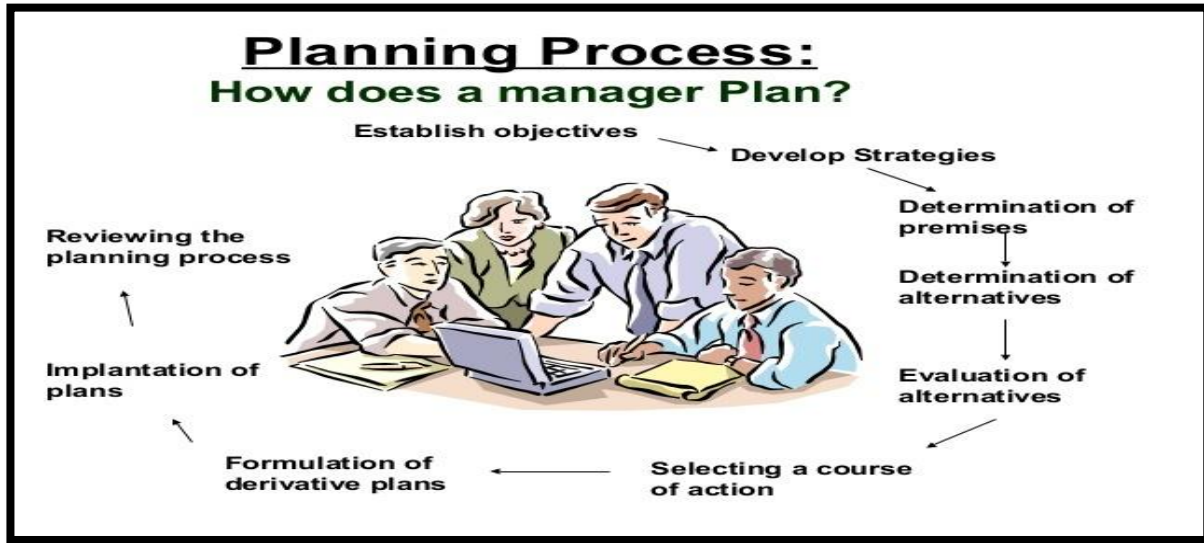 Planning Process:
How does a manager Plan?
Establish objectives
Develop Strategies
Determination of
premises
Determination of
alternatives
Evaluation of
alternatives
Selecting a course
of action
Formulation of
derivative plans
Implantation of
plans
Reviewing the
planning process